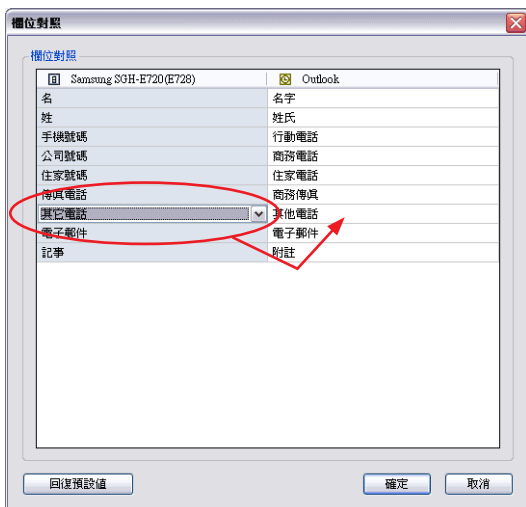 欄位對照
欄位對照
Samsung SGH-E720(E728) Outlook
名 名字
姓 姓氏
手機號碼 行動電話
公司號碼 商務電話
住家號碼 住家電話
傳真電話 商務傳真
其它電話 其他電話
電子郵件 電子郵件
記事 附註
回復預設值 確定 取消